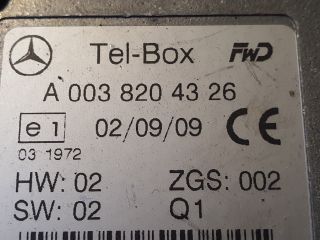 Tel-Box FWD
A 003 820 43 26
e1 02/09/09 CE
03 1972
HW: 02 ZGS: 002
SW: 02 Q1